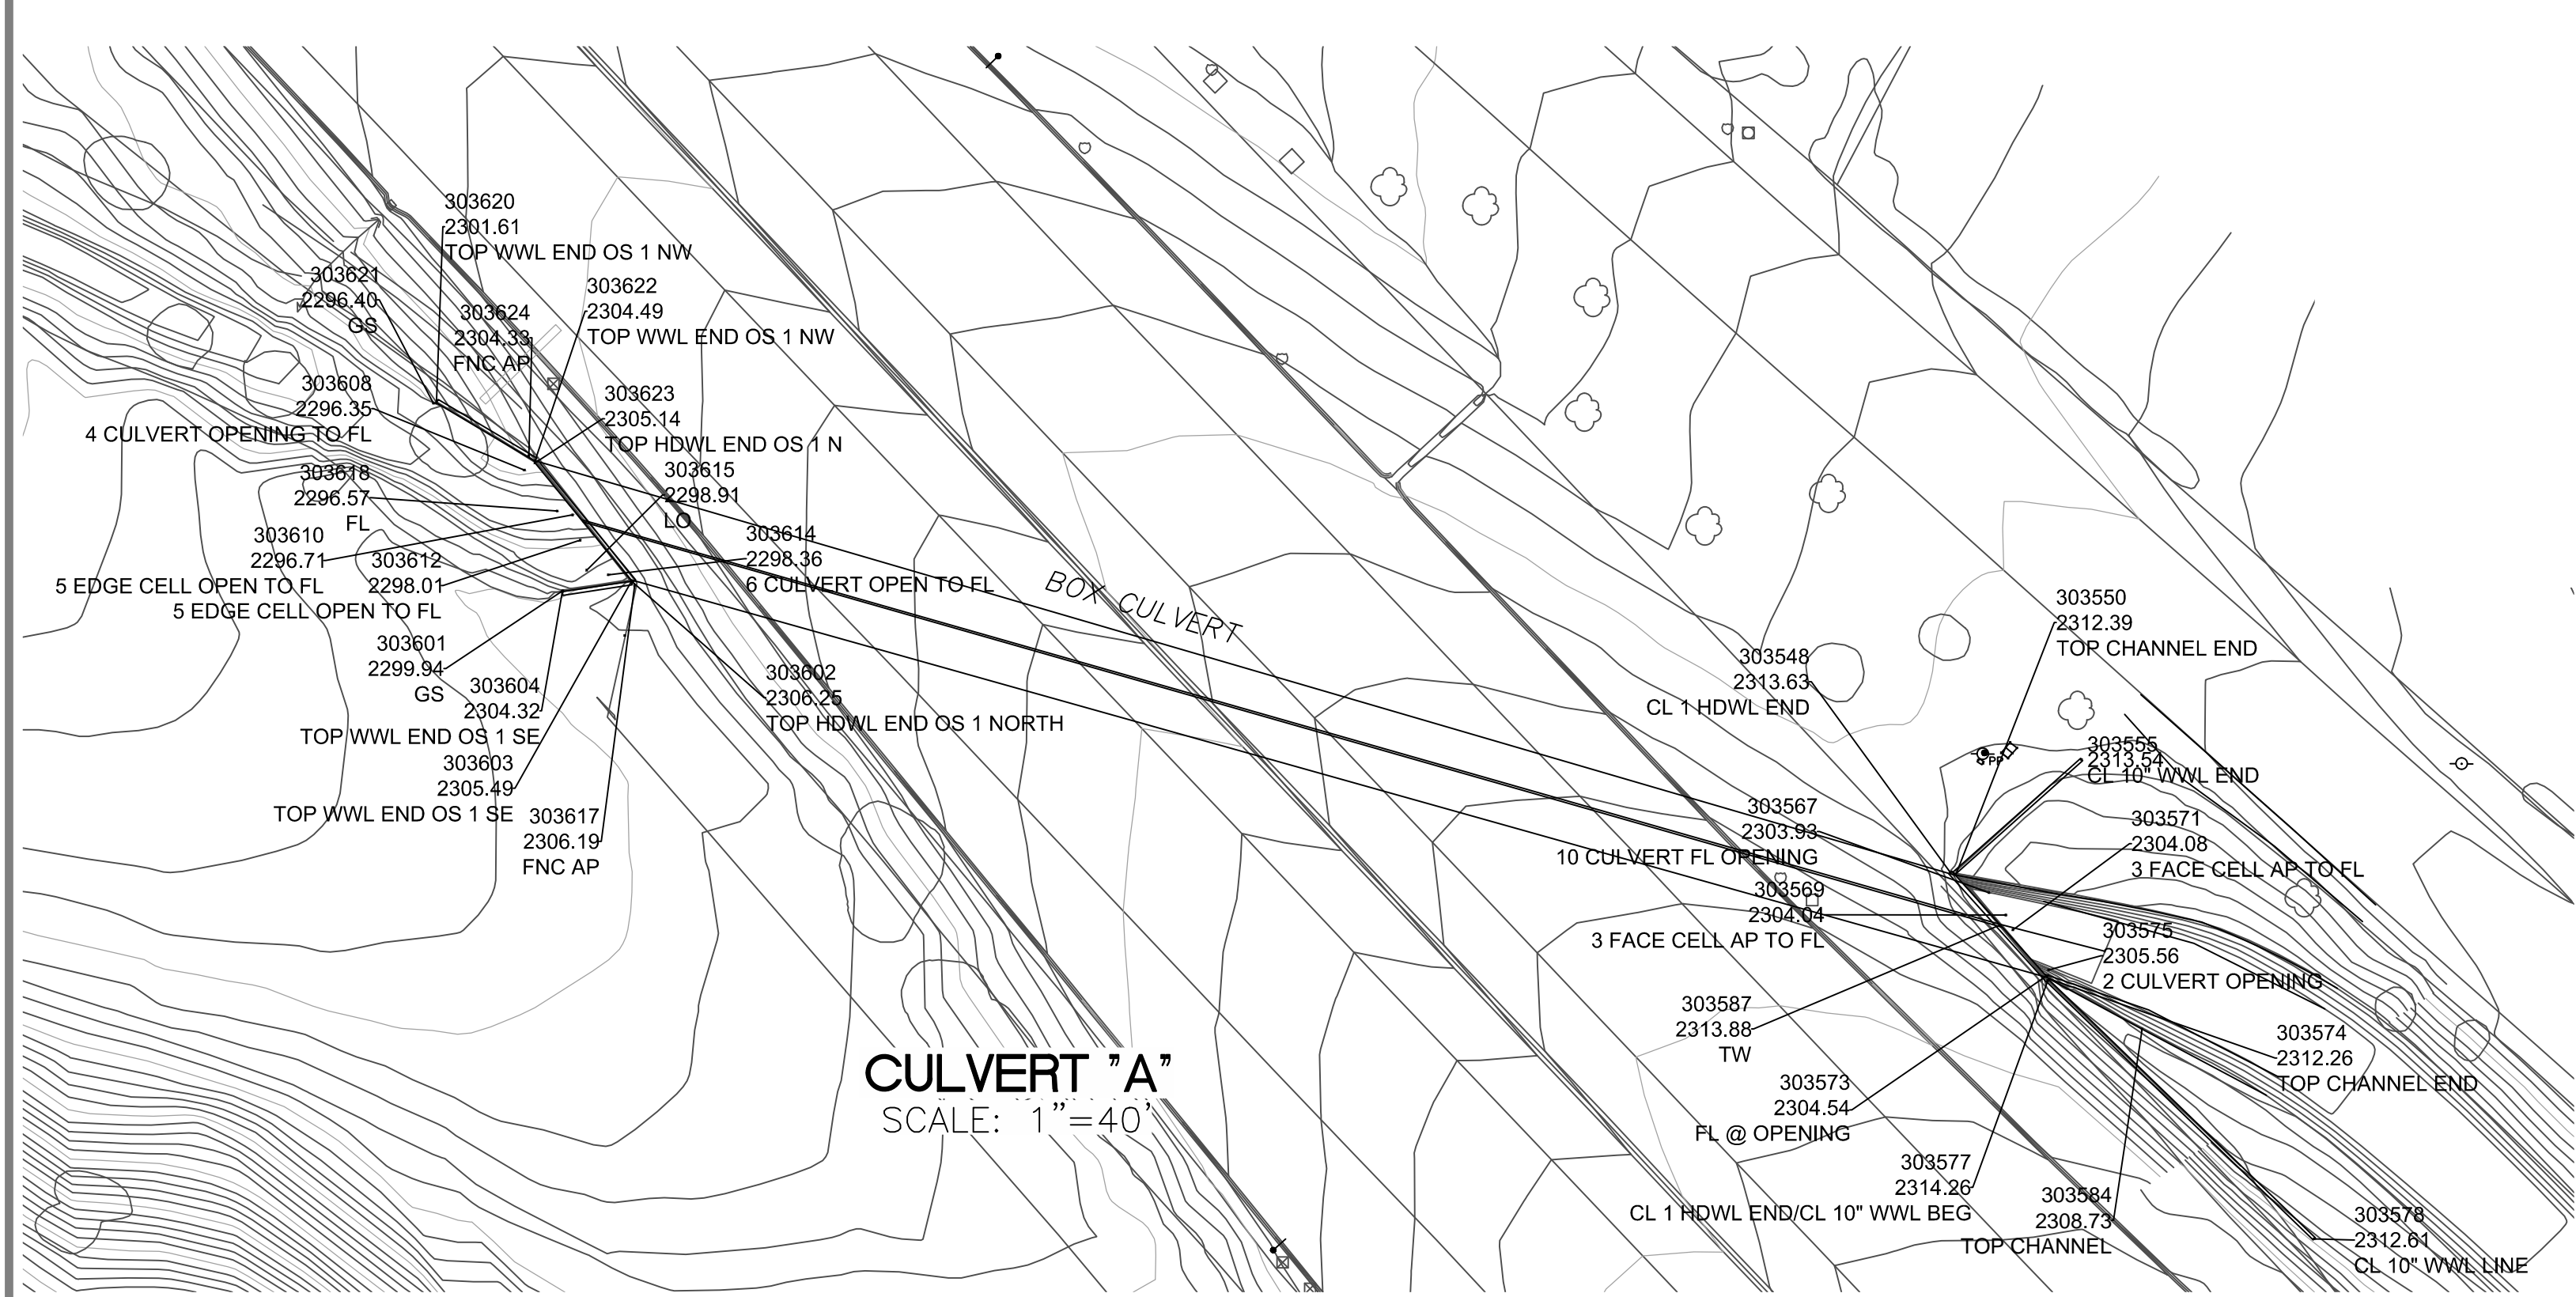 303620
2301.61
TOP WWL END OS 1 NW
303621
2296.40
GS
303622
2304.49
TOP WWL END OS 1 NW
303624
2304.33
FNC AP
303608
2296.35
4 CULVERT OPENING TO FL
303623
2305.14
TOP HDWL END OS 1 N
303618
2296.57
FL
303615
2298.91
LO
303610
2296.71
5 EDGE CELL OPEN TO FL
303612
2298.01
5 EDGE CELL OPEN TO FL
303614
2298.36
6 CULVERT OPEN TO FL
BOX CULVERT
303601
2299.94
GS
303604
2304.32
TOP WWL END OS 1 SE
303602
2306.25
TOP HDWL END OS 1 NORTH
303603
2305.49
TOP WWL END OS 1 SE
303617
2306.19
FNC AP
303550
2312.39
TOP CHANNEL END
303548
2313.63
CL 1 HDWL END
PP
303555
2313.54
CL 10" WWL END
303567
2303.93
10 CULVERT FL OPENING
303571
2304.08
3 FACE CELL AP TO FL
303569
2304.04
3 FACE CELL AP TO FL
303575
2305.56
2 CULVERT OPENING
303587
2313.88
TW
303574
2312.26
TOP CHANNEL END
303573
2304.54
FL @ OPENING
303577
2314.26
CL 1 HDWL END/CL 10" WWL BEG
303584
2308.73
TOP CHANNEL
303578
2312.61
CL 10" WWL LINE
CULVERT "A"
SCALE: 1"=40'